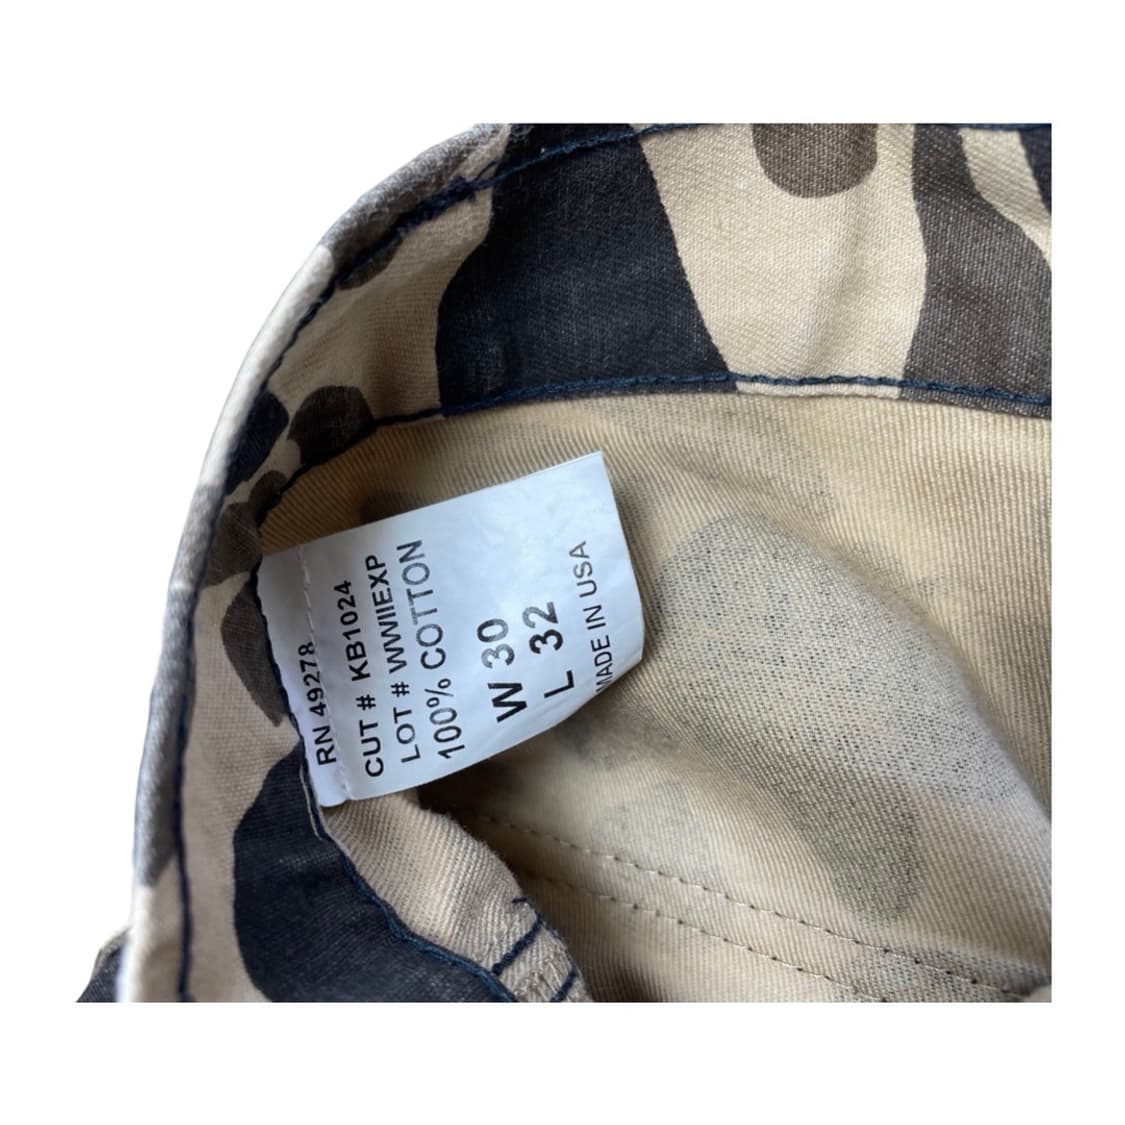 RN 49278
CUT # KB1024
LOT # WWIIEXP
100% COTTON
W 30
L 32
MADE IN USA